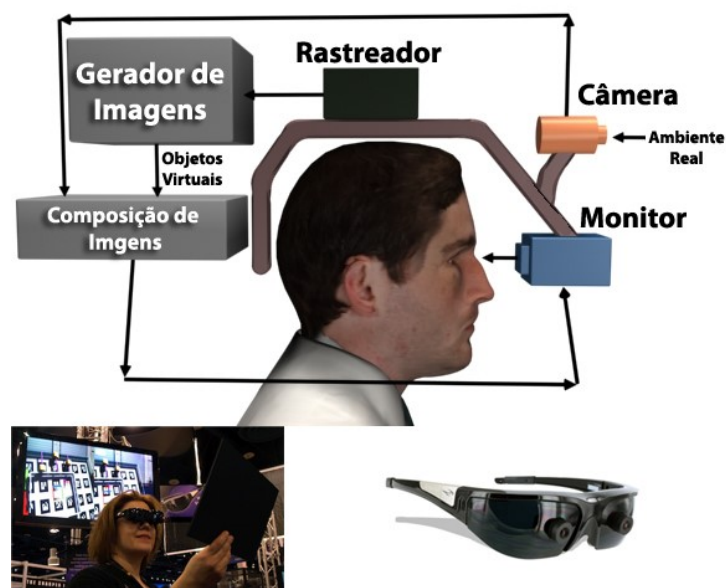 Rastreador
Gerador de
Imagens
Câmera
Ambiente
Real
Objetos
Virtuais
Composição de
Imgens
Monitor